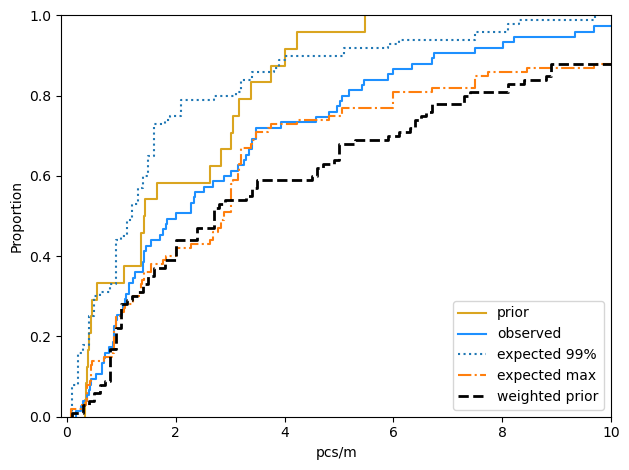 1.0
0.8
0.6
0.4
0.2
0.0
Proportion
0 2 4 6 8 10
pcs/m
prior
observed
expected 99%
expected max
weighted prior